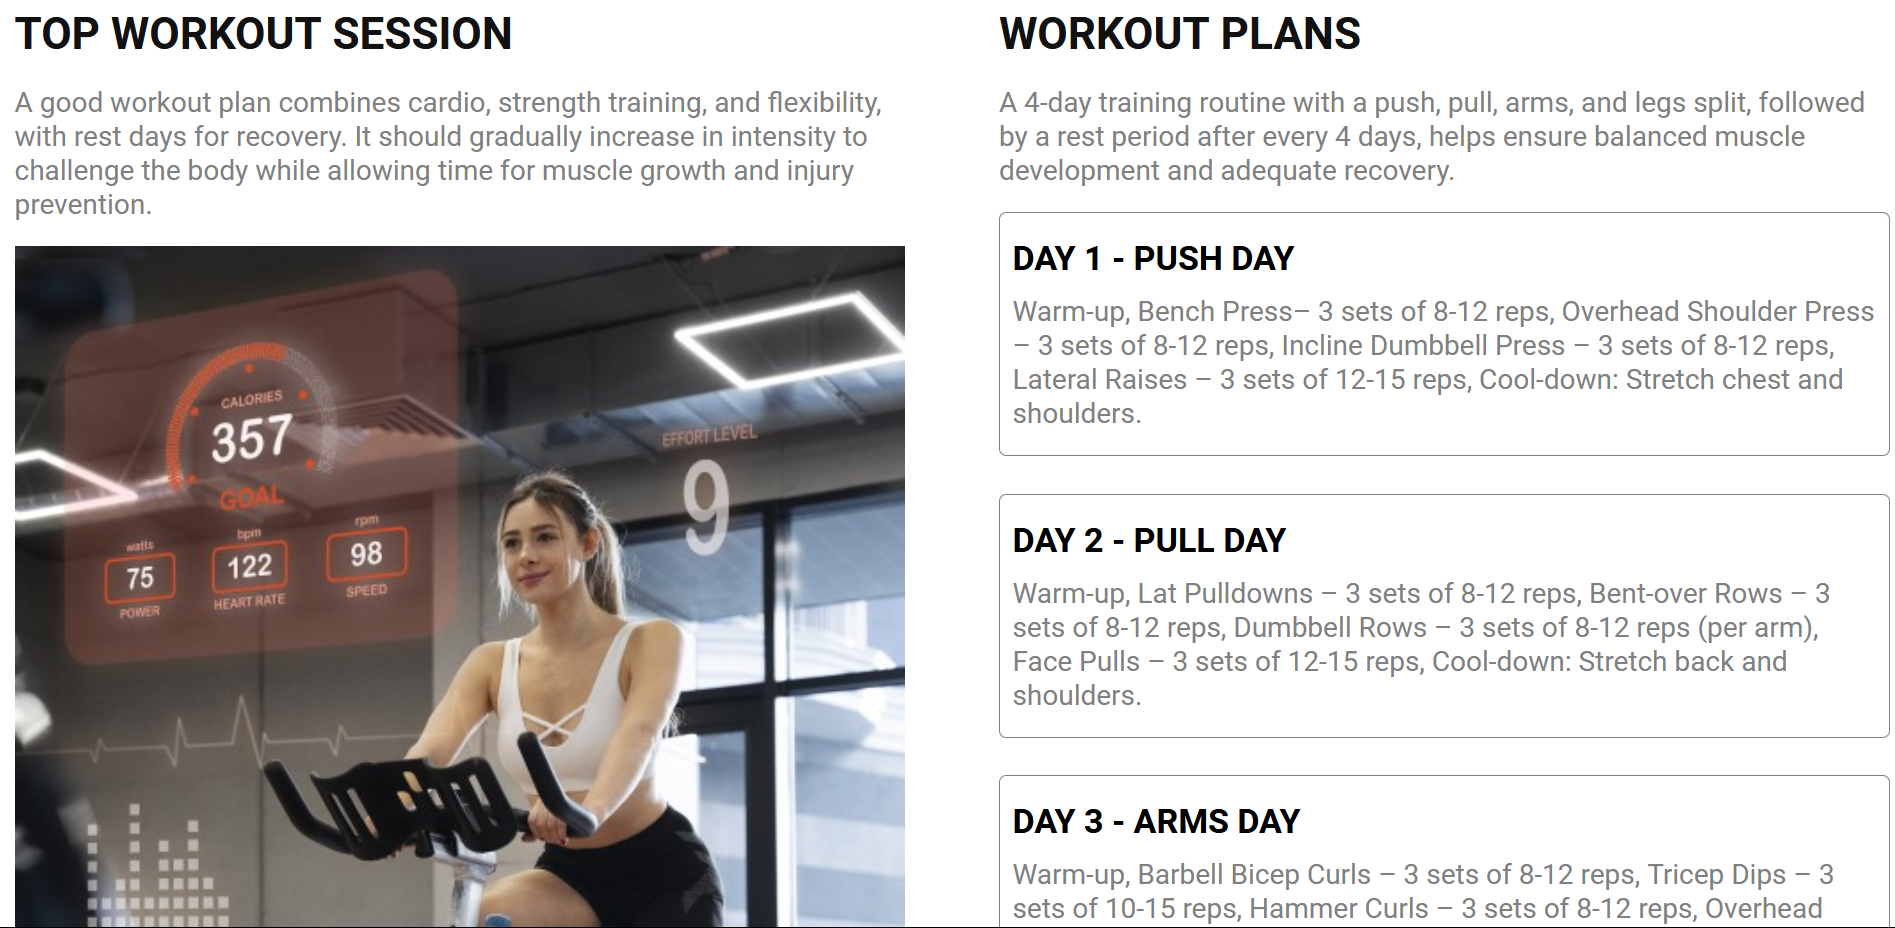 TOP WORKOUT SESSION
A good workout plan combines cardio, strength training, and flexibility,
with rest days for recovery. It should gradually increase in intensity to
challenge the body while allowing time for muscle growth and injury
prevention.
CALORIES
357
GOAL
watts
75
POWER
bpm
122
HEART RATE
rpm
98
SPEED
EFFORT LEVEL
9
WORKOUT PLANS
A 4-day training routine with a push, pull, arms, and legs split, followed
by a rest period after every 4 days, helps ensure balanced muscle
development and adequate recovery.
DAY 1 - PUSH DAY
Warm-up, Bench Press– 3 sets of 8-12 reps, Overhead Shoulder Press
– 3 sets of 8-12 reps, Incline Dumbbell Press – 3 sets of 8-12 reps,
Lateral Raises – 3 sets of 12-15 reps, Cool-down: Stretch chest and
shoulders.
DAY 2 - PULL DAY
Warm-up, Lat Pulldowns – 3 sets of 8-12 reps, Bent-over Rows – 3
sets of 8-12 reps, Dumbbell Rows – 3 sets of 8-12 reps (per arm),
Face Pulls – 3 sets of 12-15 reps, Cool-down: Stretch back and
shoulders.
DAY 3 - ARMS DAY
Warm-up, Barbell Bicep Curls – 3 sets of 8-12 reps, Tricep Dips – 3
sets of 10-15 reps, Hammer Curls – 3 sets of 8-12 reps, Overhead